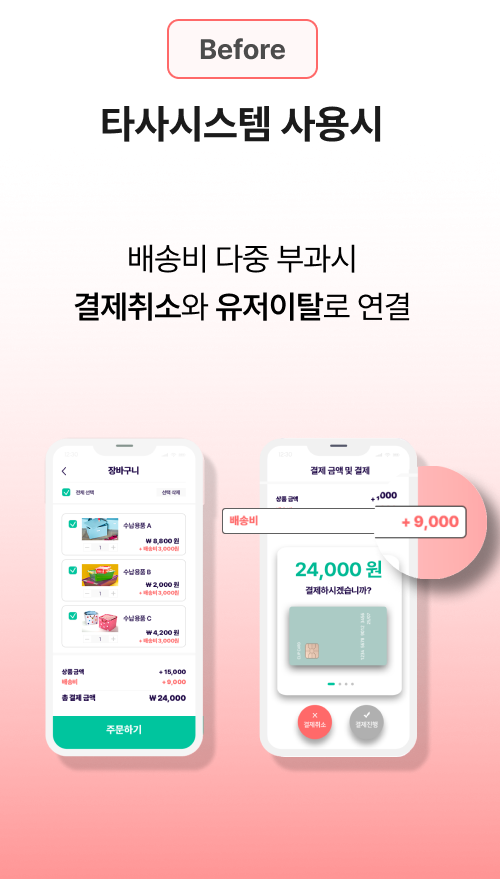 Before
타사시스템 사용시
배송비 다중 부과시
결제취소와 유저이탈로 연결
장바구니
전체 선택
선택 삭제
수납용품 A
1
₩ 8,800 원
+ 배송비 3,000원
수납용품 B
1
₩ 2,000 원
+ 배송비 3,000원
수납용품 C
1
₩ 4,200 원
+ 배송비 3,000원
상품 금액
+ 15,000
배송비
+ 9,000
총 결제 금액
₩ 24,000
주문하기
결제 금액 및 결제
상품 금액
배송비
+ 9,000
24,000 원
결제하시겠습니까?
결제취소
결제진행